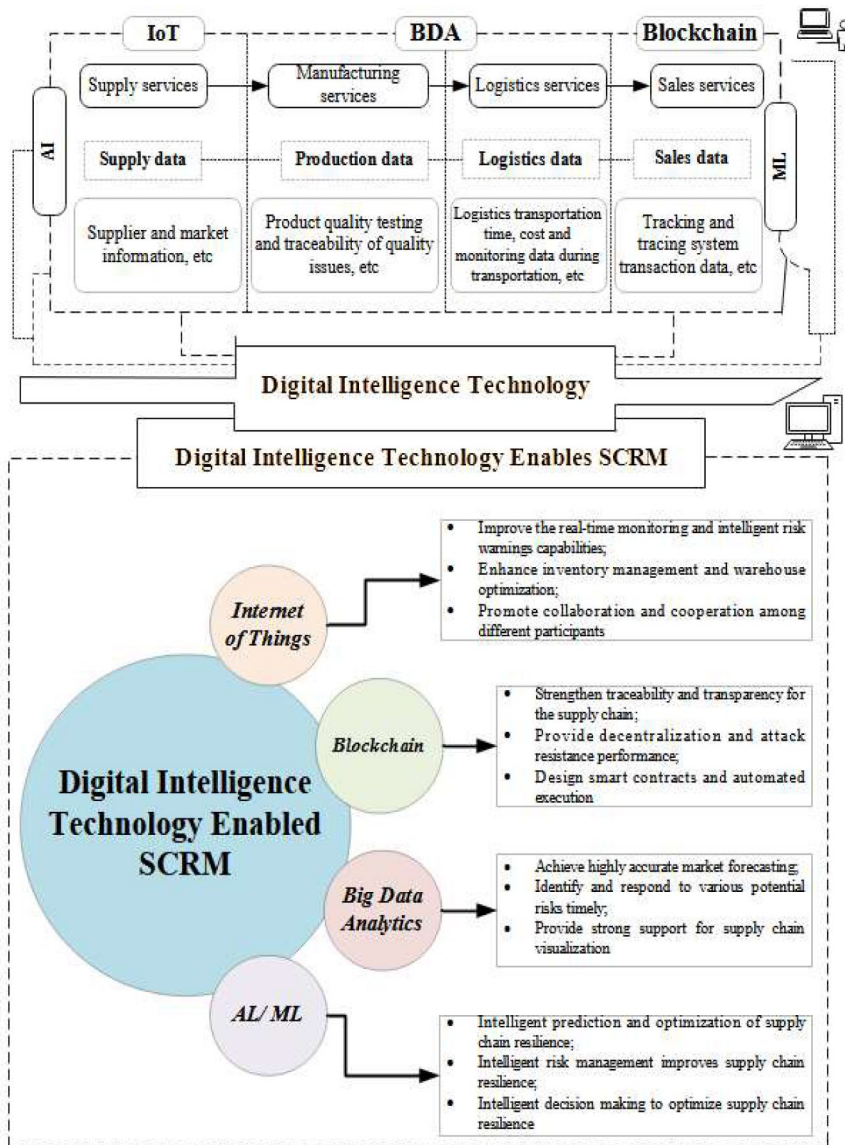 IoT
BDA
Blockchain
Supply services
Manufacturing
services
Logistics services
Sales services
AI
ML
Supply data
Production data
Logistics data
Sales data
Supplier and market
information, etc
Product quality testing
and traceability of quality
issues, etc
Logistics transportation
time, cost and
monitoring data during
transportation, etc
Tracking and
tracing system
transaction data, etc
Digital Intelligence Technology
Digital Intelligence Technology Enables SCRM
Digital Intelligence
Technology Enabled
SCRM
Internet
of Things
• Improve the real-time monitoring and intelligent risk
warnings capabilities;
• Enhance inventory management and warehouse
optimization;
• Promote collaboration and cooperation among
different participants
Blockchain
• Strengthen traceability and transparency for
the supply chain;
• Provide decentralization and attack
resistance performance;
• Design smart contracts and automated
execution
Big Data
Analytics
• Achieve highly accurate market forecasting;
• Identify and respond to various potential
risks timely;
• Provide strong support for supply chain
visualization
AL/ ML
• Intelligent prediction and optimization of supply
chain resilience;
• Intelligent risk management improves supply chain
resilience;
• Intelligent decision making to optimize supply chain
resilience